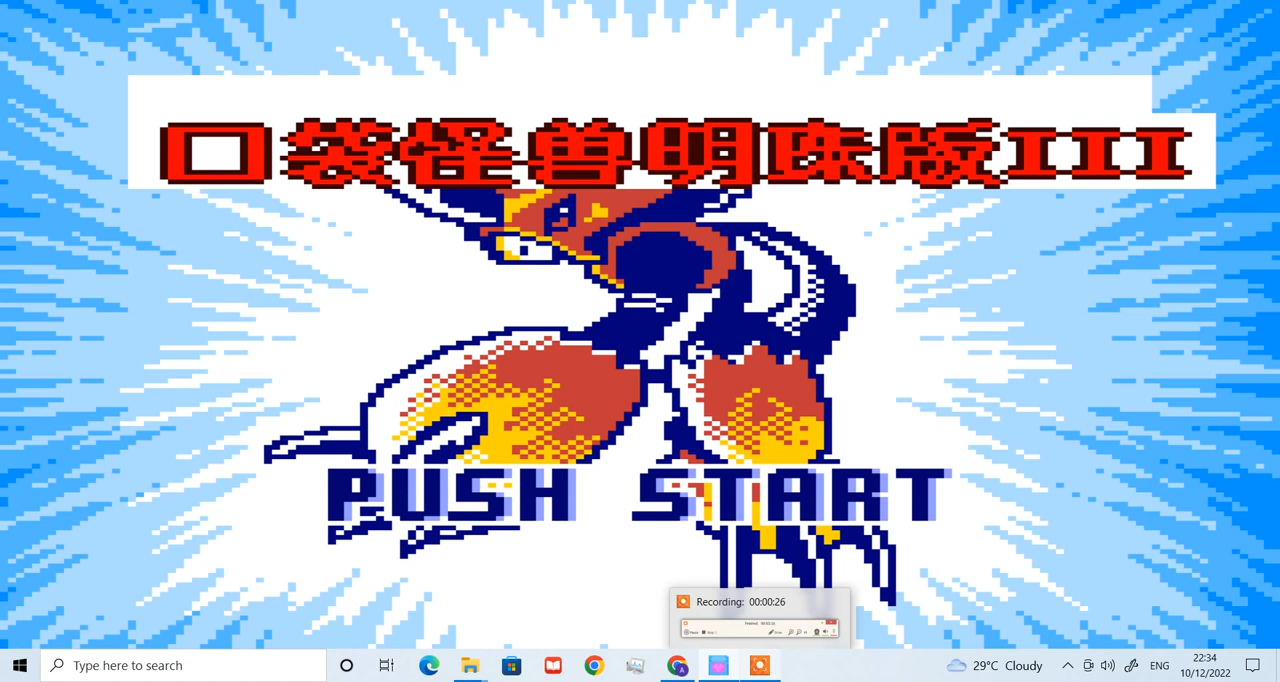 口袋怪兽明珠版III
PUSH START
Recording: 00:00:26
Type here to search
29°C Cloudy
ENG
22:34
10/12/2022